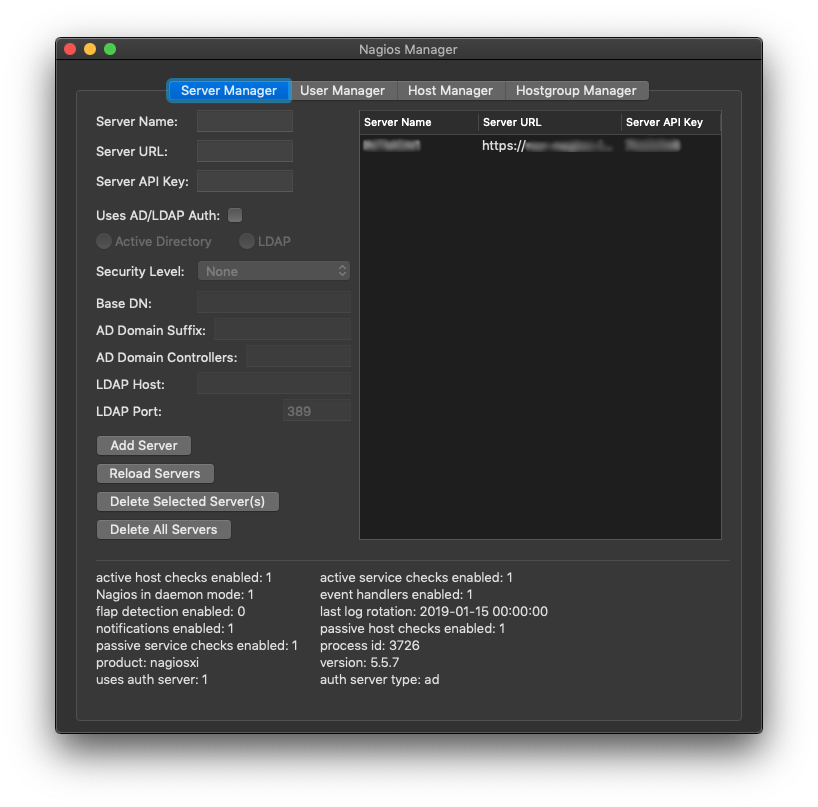 Nagios Manager
Server Manager User Manager Host Manager Hostgroup Manager
Server Name:
Server URL:
Server API Key:
Uses AD/LDAP Auth:
Active Directory LDAP
Security Level: None
Base DN:
AD Domain Suffix:
AD Domain Controllers:
LDAP Host:
LDAP Port: 389
Add Server
Reload Servers
Delete Selected Server(s)
Delete All Servers
Server Name Server URL Server API Key
https://
active host checks enabled: 1 active service checks enabled: 1
Nagios in daemon mode: 1 event handlers enabled: 1
flap detection enabled: 0 last log rotation: 2019-01-15 00:00:00
notifications enabled: 1 passive host checks enabled: 1
passive service checks enabled: 1 process id: 3726
product: nagiosxi version: 5.5.7
uses auth server: 1 auth server type: ad